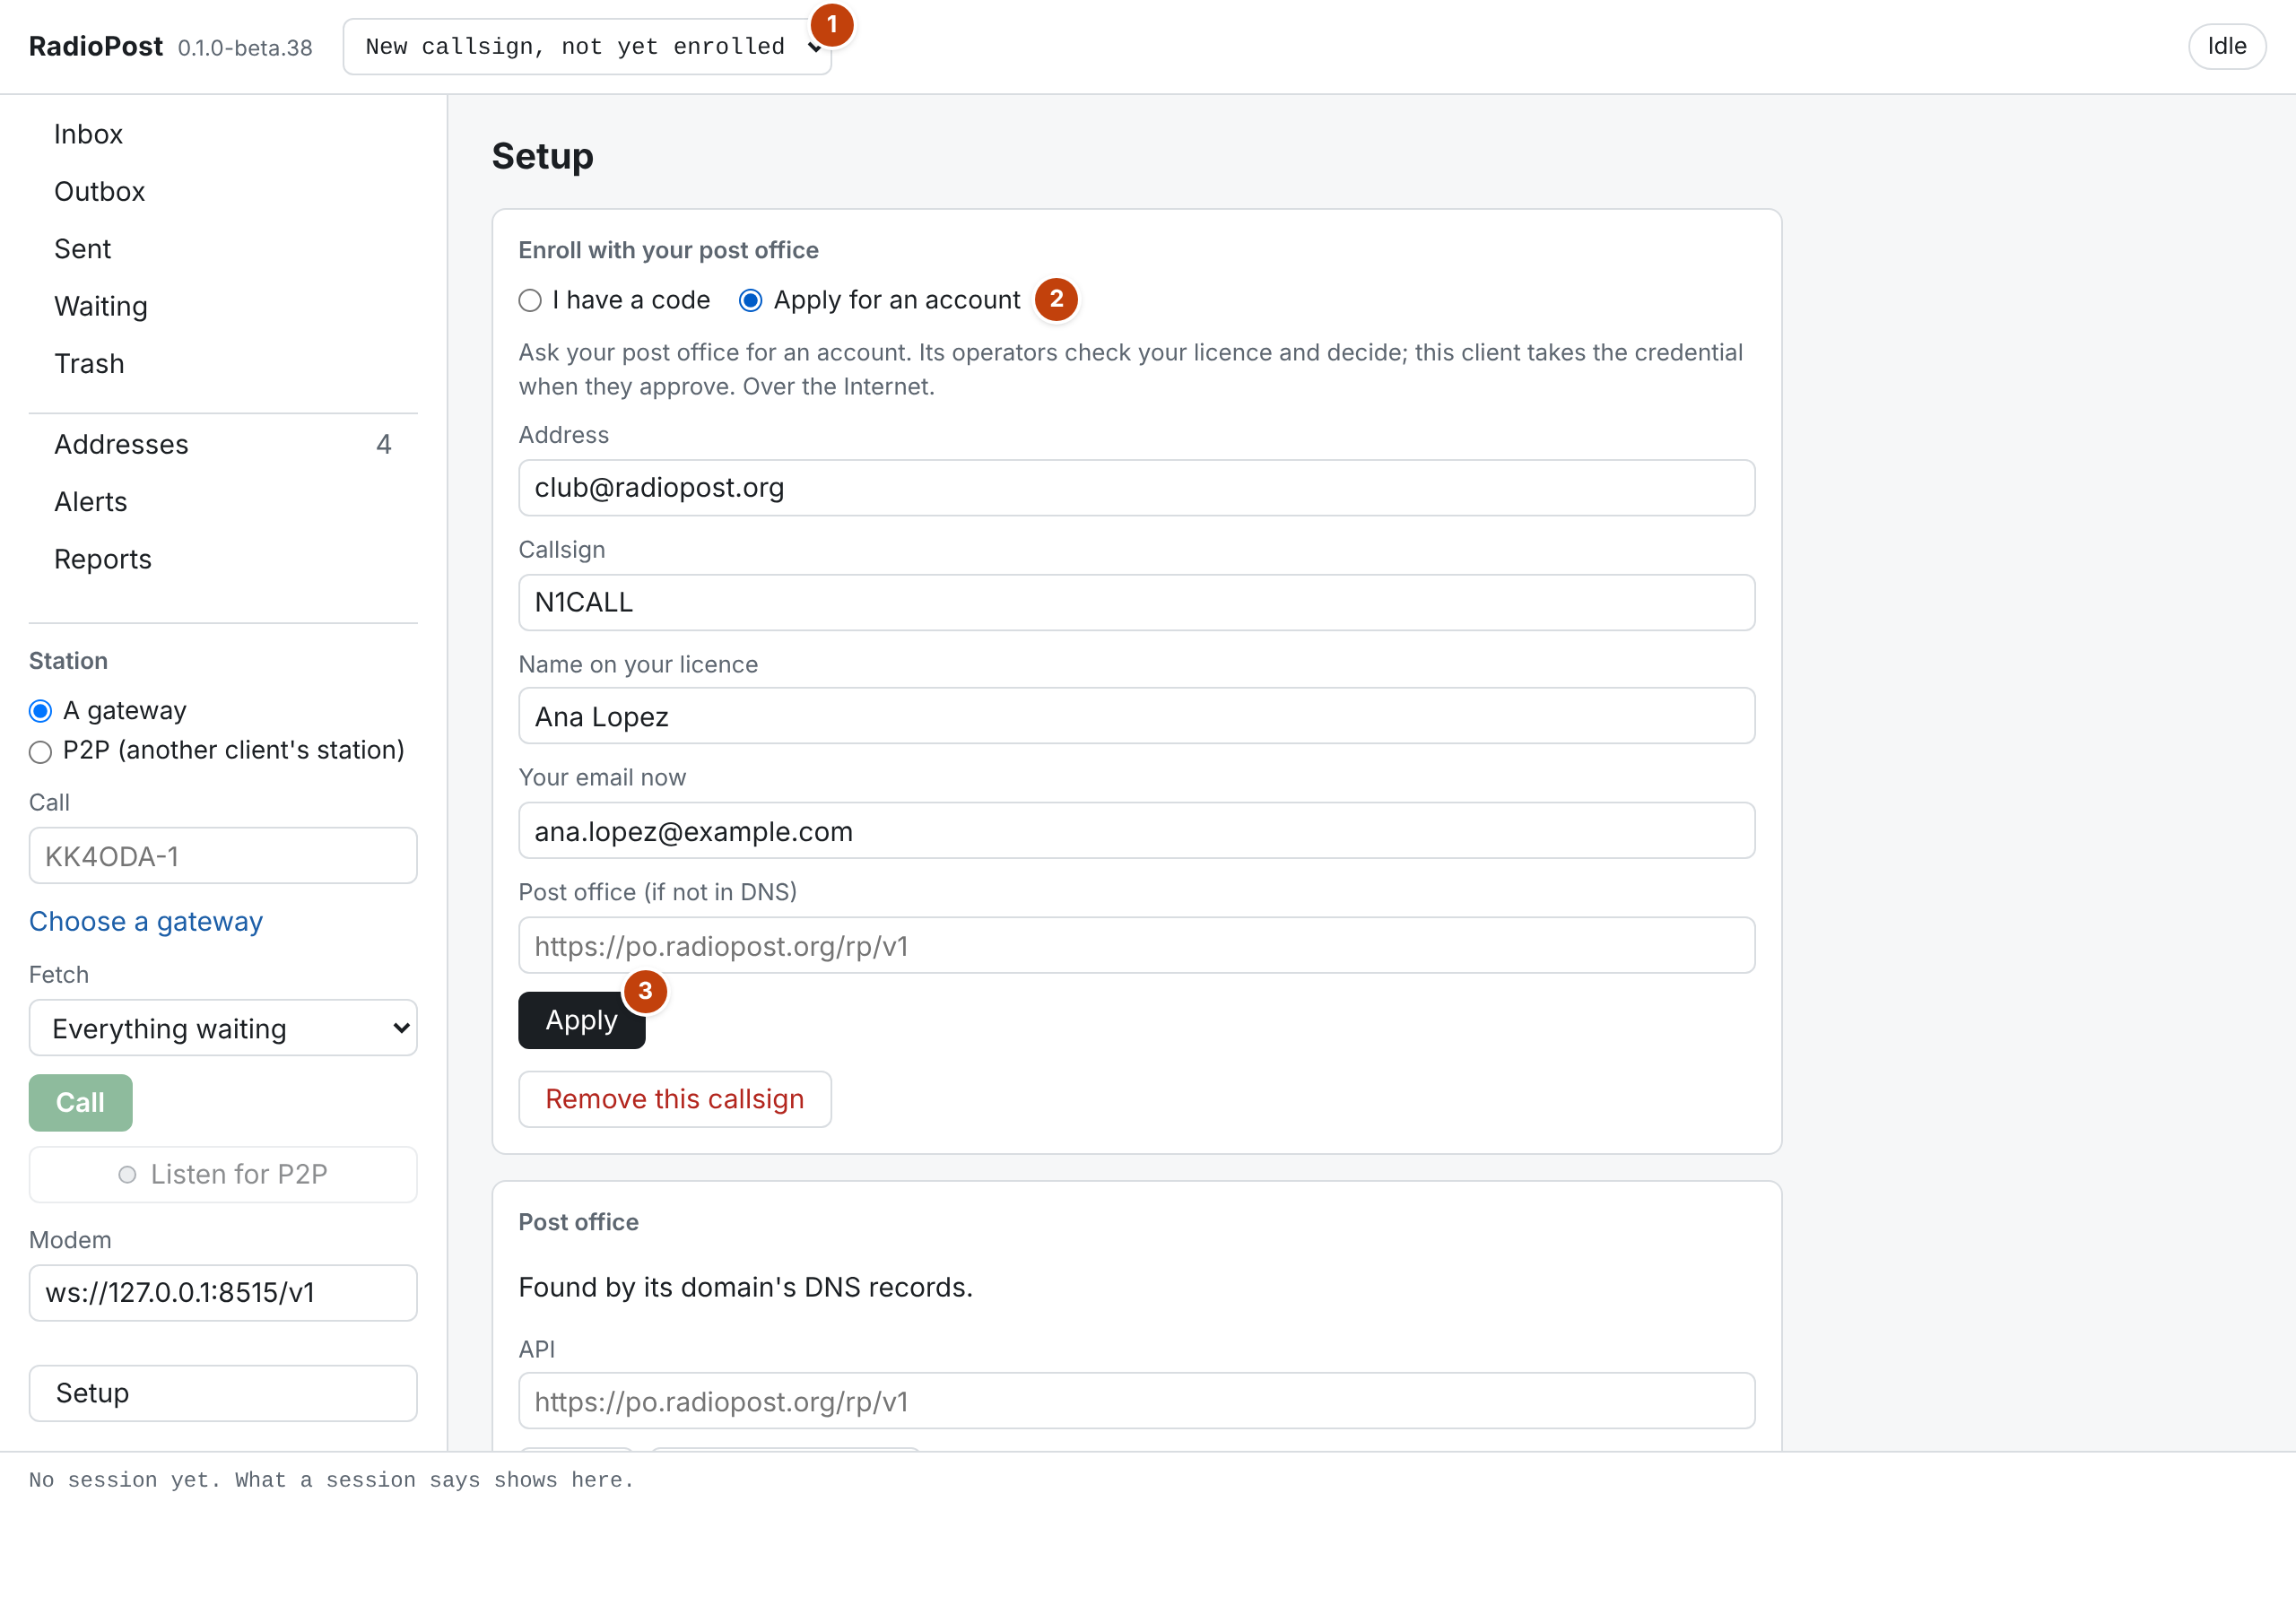 RadioPost 0.1.0-beta.38 New callsign, not yet enrolled 1 Idle
Inbox
Outbox
Sent
Waiting
Trash
Addresses 4
Alerts
Reports
Station
A gateway
P2P (another client's station)
Call
KK4ODA-1
Choose a gateway
Fetch
Everything waiting
Call
Listen for P2P
Modem
ws://127.0.0.1:8515/v1
Setup
Setup
Enroll with your post office
I have a code Apply for an account 2
Ask your post office for an account. Its operators check your licence and decide; this client takes the credential
when they approve. Over the Internet.
Address
club@radiopost.org
Callsign
N1CALL
Name on your licence
Ana Lopez
Your email now
ana.lopez@example.com
Post office (if not in DNS)
https://po.radiopost.org/rp/v1
3
Apply
Remove this callsign
Post office
Found by its domain's DNS records.
API
https://po.radiopost.org/rp/v1
No session yet. What a session says shows here.